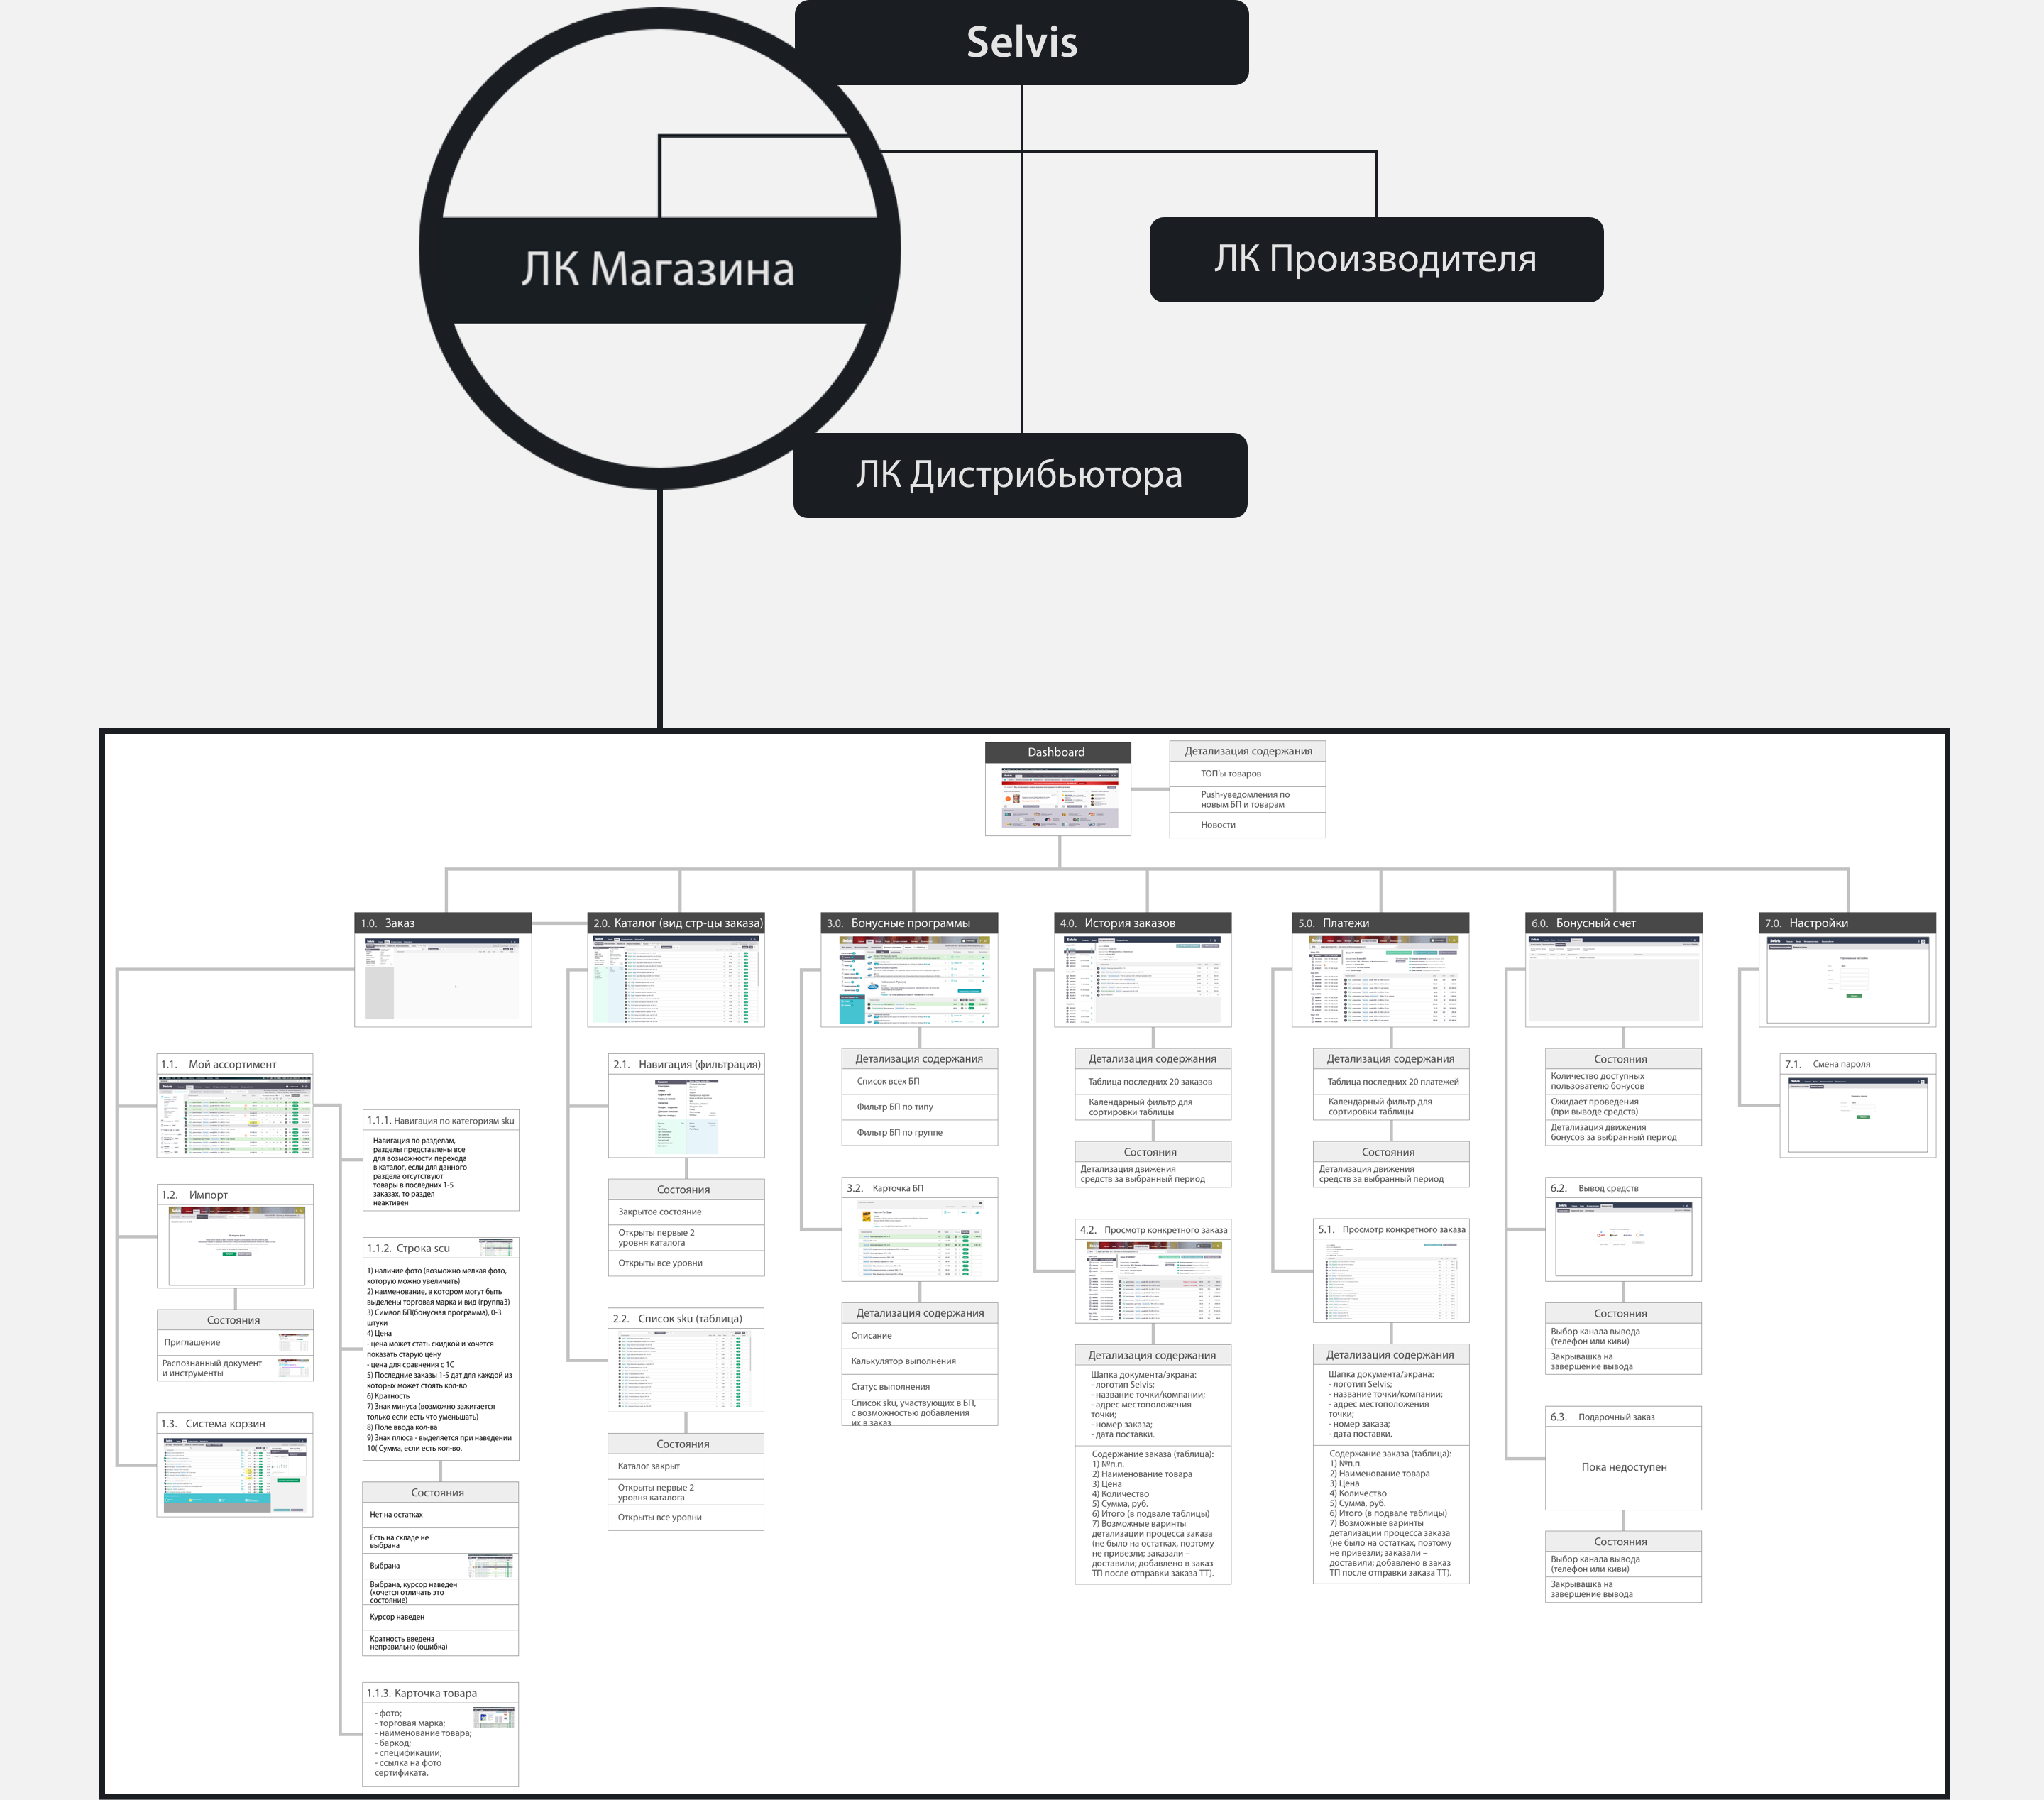 Selvis
ЛК Магазина
ЛК Производителя
ЛК Дистрибьютора
Dashboard
Детализация содержания
ТОП'ы товаров
Push-уведомления по
новым БП и товарам
Новости
1.0. Заказ
2.0. Каталог (вид стр-цы заказа)
3.0. Бонусные программы
4.0. История заказов
5.0. Платежи
6.0. Бонусный счет
7.0. Настройки
1.1. Мой ассортимент
1.2. Импорт
Состояния
Приглашение
Распознанный документ
и инструменты
1.3. Система корзин
1.1.1. Навигация по категориям sku
Навигация по разделам,
разделы представлены все
для возможности перехода
в каталог, если для данного
раздела отсутствуют
товары в последних 1-5
заказах, то раздел
неактивен
1.1.2. Строка scu
1) наличие фото (возможно мелкая фото,
которую можно увеличить)
2) наименование, в котором могут быть
выделены торговая марка и вид (группа3)
3) Символ БП(бонусная программа), 0-3
штуки
4) Цена
- цена может стать скидкой и хочется
показать старую цену
- цена для сравнения с 1С
5) Последние заказы 1-5 дат для каждой из
которых может стоять кол-во
6) Кратность
7) Знак минуса (возможно зажигается
только если есть что уменьшать)
8) Поле ввода кол-ва
9) Знак плюса - выделяется при наведении
10( Сумма, если есть кол-во.
Состояния
Нет на остатках
Есть на складе не
выбрана
Выбрана
Выбрана, курсор наведен
(хочется отличать это
состояние)
Курсор наведен
Кратность введена
неправильно (ошибка)
1.1.3. Карточка товара
- фото;
- торговая марка;
- наименование товара;
- баркод;
- спецификации;
- ссылка на фото
сертификата.
2.1. Навигация (фильтрация)
Состояния
Закрытое состояние
Открыты первые 2
уровня каталога
Открыты все уровни
2.2. Список sku (таблица)
Состояния
Каталог закрыт
Открыты первые 2
уровня каталога
Открыты все уровни
Детализация содержания
Список всех БП
Фильтр БП по типу
Фильтр БП по группе
3.2. Карточка БП
Детализация содержания
Описание
Калькулятор выполнения
Статус выполнения
Список sku, участвующих в БП,
с возможностью добавления
их в заказ
Детализация содержания
Таблица последних 20 заказов
Календарный фильтр для
сортировки таблицы
Состояния
Детализация движения
средств за выбранный период
4.2. Просмотр конкретного заказа
Детализация содержания
Шапка документа/экрана:
- логотип Selvis;
- название точки/компании;
- адрес местоположения
точки;
- номер заказа;
- дата поставки.
Содержание заказа (таблица):
1) №п.п.
2) Наименование товара
3) Цена
4) Количество
5) Сумма, руб.
6) Итого (в подвале таблицы)
7) Возможные варинты
детализации процесса заказа
(не было на остатках, поэтому
не привезли; заказали –
доставили; добавлено в заказ
ТП после отправки заказа ТТ).
Детализация содержания
Таблица последних 20 платежей
Календарный фильтр для
сортировки таблицы
Состояния
Детализация движения
средств за выбранный период
5.1. Просмотр конкретного заказа
Детализация содержания
Шапка документа/экрана:
- логотип Selvis;
- название точки/компании;
- адрес местоположения
точки;
- номер заказа;
- дата поставки.
Содержание заказа (таблица):
1) №п.п.
2) Наименование товара
3) Цена
4) Количество
5) Сумма, руб.
6) Итого (в подвале таблицы)
7) Возможные варинты
детализации процесса заказа
(не было на остатках, поэтому
не привезли; заказали –
доставили; добавлено в заказ
ТП после отправки заказа ТТ).
Состояния
Количество доступных
пользователю бонусов
Ожидает проведения
(при выводе средств)
Детализация движения
бонусов за выбранный период
6.2. Вывод средств
Состояния
Выбор канала вывода
(телефон или киви)
Закрывашка на
завершение вывода
6.3. Подарочный заказ
Пока недоступен
Состояния
Выбор канала вывода
(телефон или киви)
Закрывашка на
завершение вывода
7.1. Смена пароля